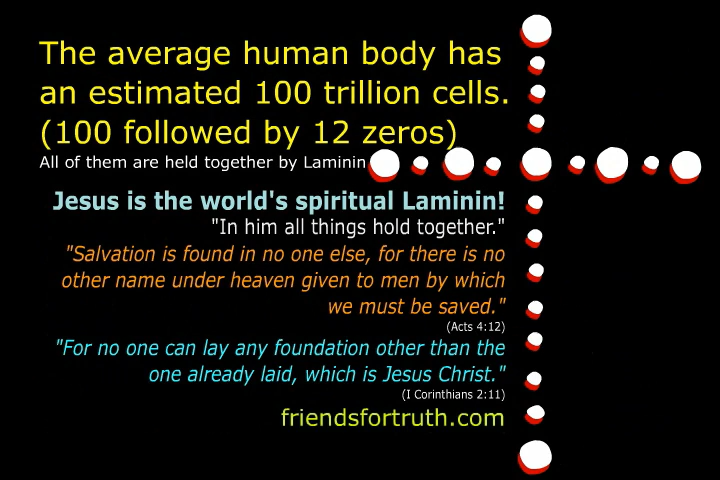 The average human body has
an estimated 100 trillion cells.
(100 followed by 12 zeros)
All of them are held together by Laminin
Jesus is the world's spiritual Laminin!
"In him all things hold together."
"Salvation is found in no one else, for there is no
other name under heaven given to men by which
we must be saved."
(Acts 4:12)
"For no one can lay any foundation other than the
one already laid, which is Jesus Christ."
(I Corinthians 2:11)
friendsfortruth.com